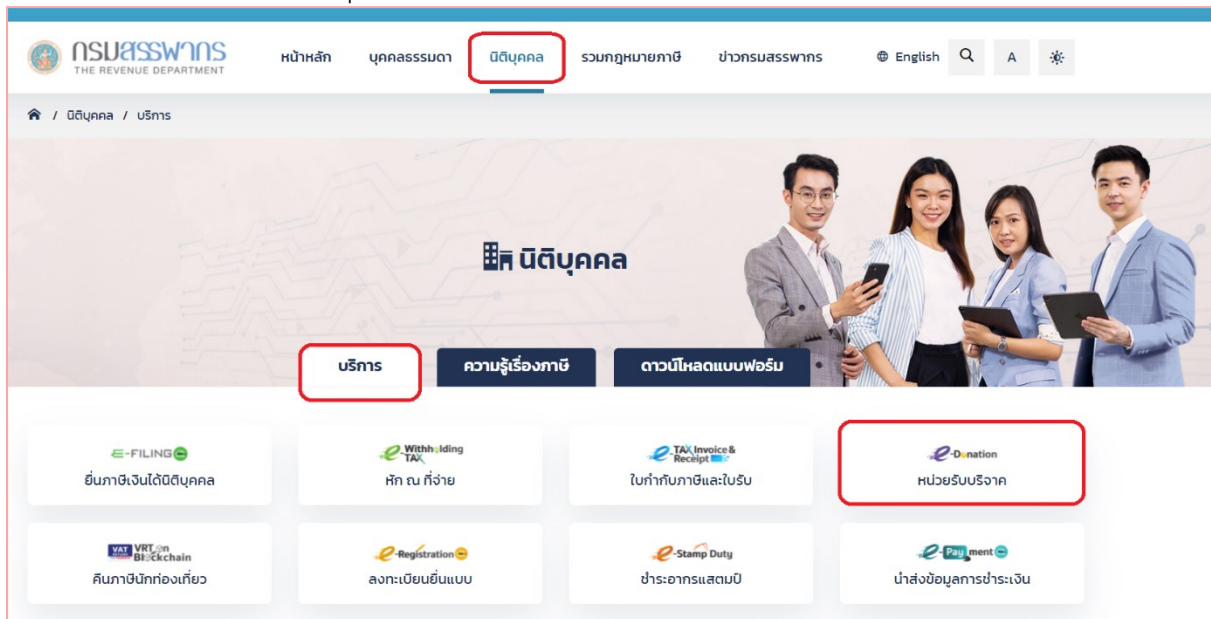 กรมสรรพากร
THE REVENUE DEPARTMENT
หน้าหลัก บุคคลธรรมดา นิติบุคคล รวมกฎหมายภาษี ข่าวกรมสรรพากร English A
/ นิติบุคคล / บริการ
นิติบุคคล
บริการ ความรู้เรื่องภาษี ดาวน์โหลดแบบฟอร์ม
E-FILING
ยื่นภาษีเงินได้นิติบุคคล
e-Withholding TAX
หัก ณ ที่จ่าย
e-TAX Invoice & Receipt
ใบกำกับภาษีและใบรับ
e-Donation
หน่วยรับบริจาค
VAT VRT on Blockchain
คืนภาษีนักท่องเที่ยว
e-Registration
ลงทะเบียนยื่นแบบ
e-Stamp Duty
ชำระอากรแสตมป์
e-Payment
นำส่งข้อมูลการชำระเงิน